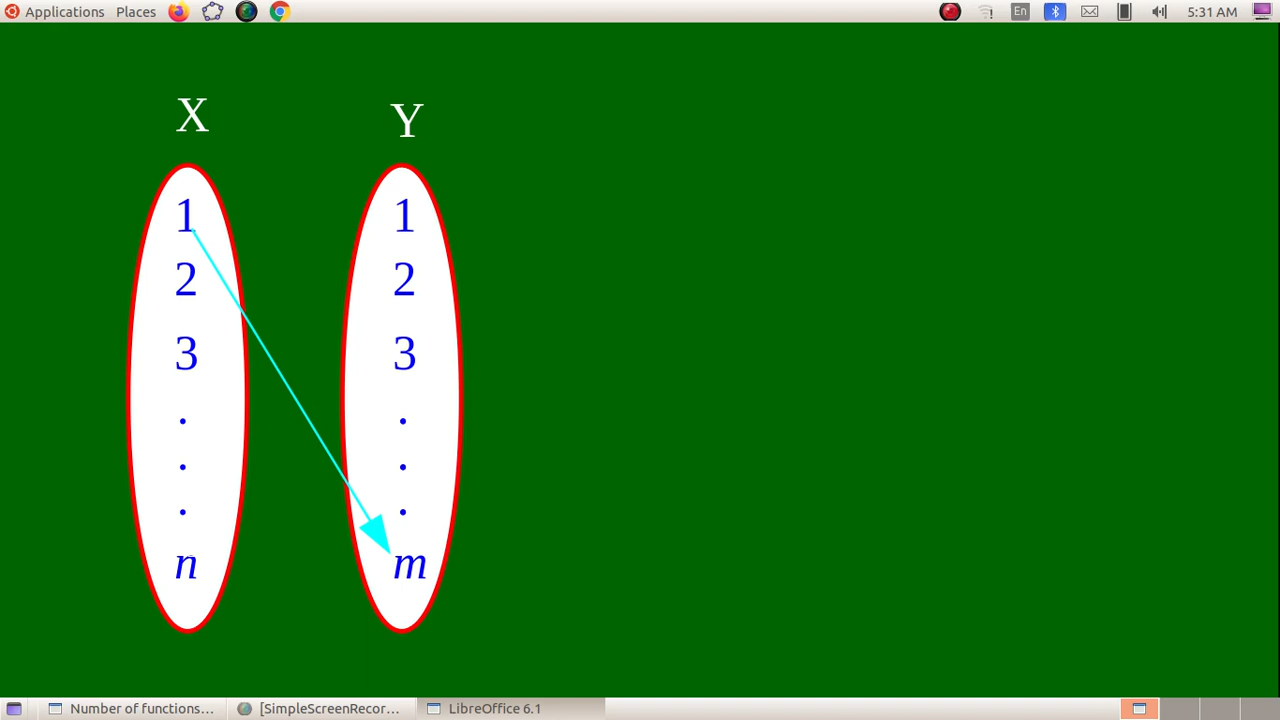 Applications Places En 5:31 AM
X Y
1 1
2 2
3 3
. .
. .
. .
n m
Number of functions... [SimpleScreenRecor... LibreOffice 6.1